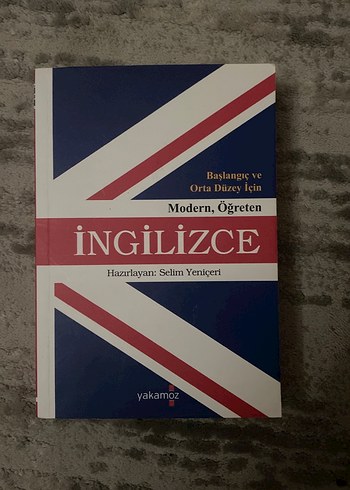 Başlangıç ve
Orta Düzey İçin
Modern, Öğreten
İNGİLİZCE
Hazırlayan: Selim Yeniçeri
yakamoz